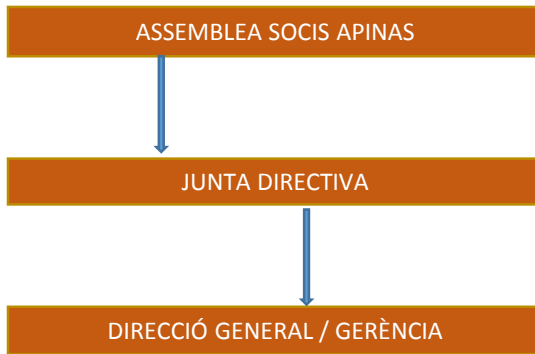 ASSEMBLEA SOCIS APINAS
JUNTA DIRECTIVA
DIRECCIÓ GENERAL / GERÈNCIA